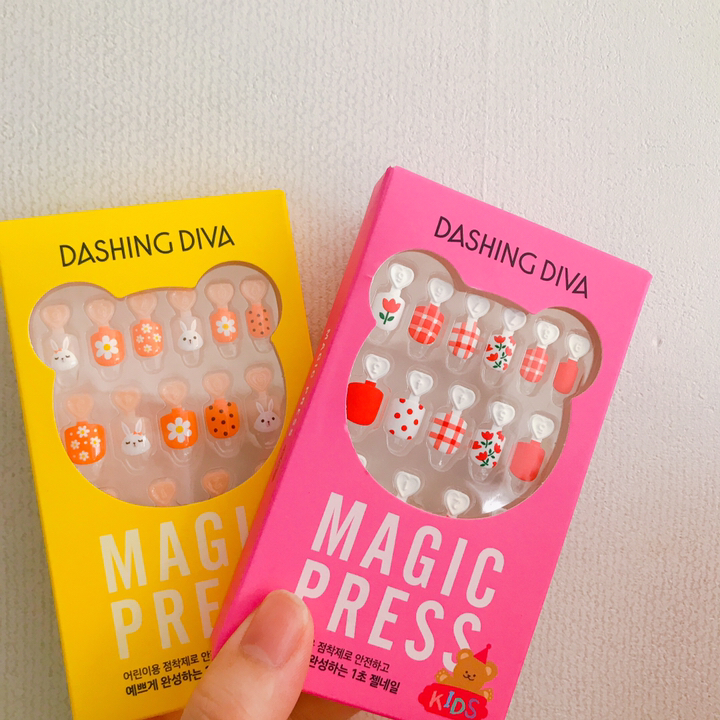 DASHING DIVA
MAGI
PRE
어린이용 점착제로 안
예쁘게 완성하는
DASHING DIVA
MAGIC
PRESS
점착제로 안전하고
완성하는 1초 젤네일
KIDS